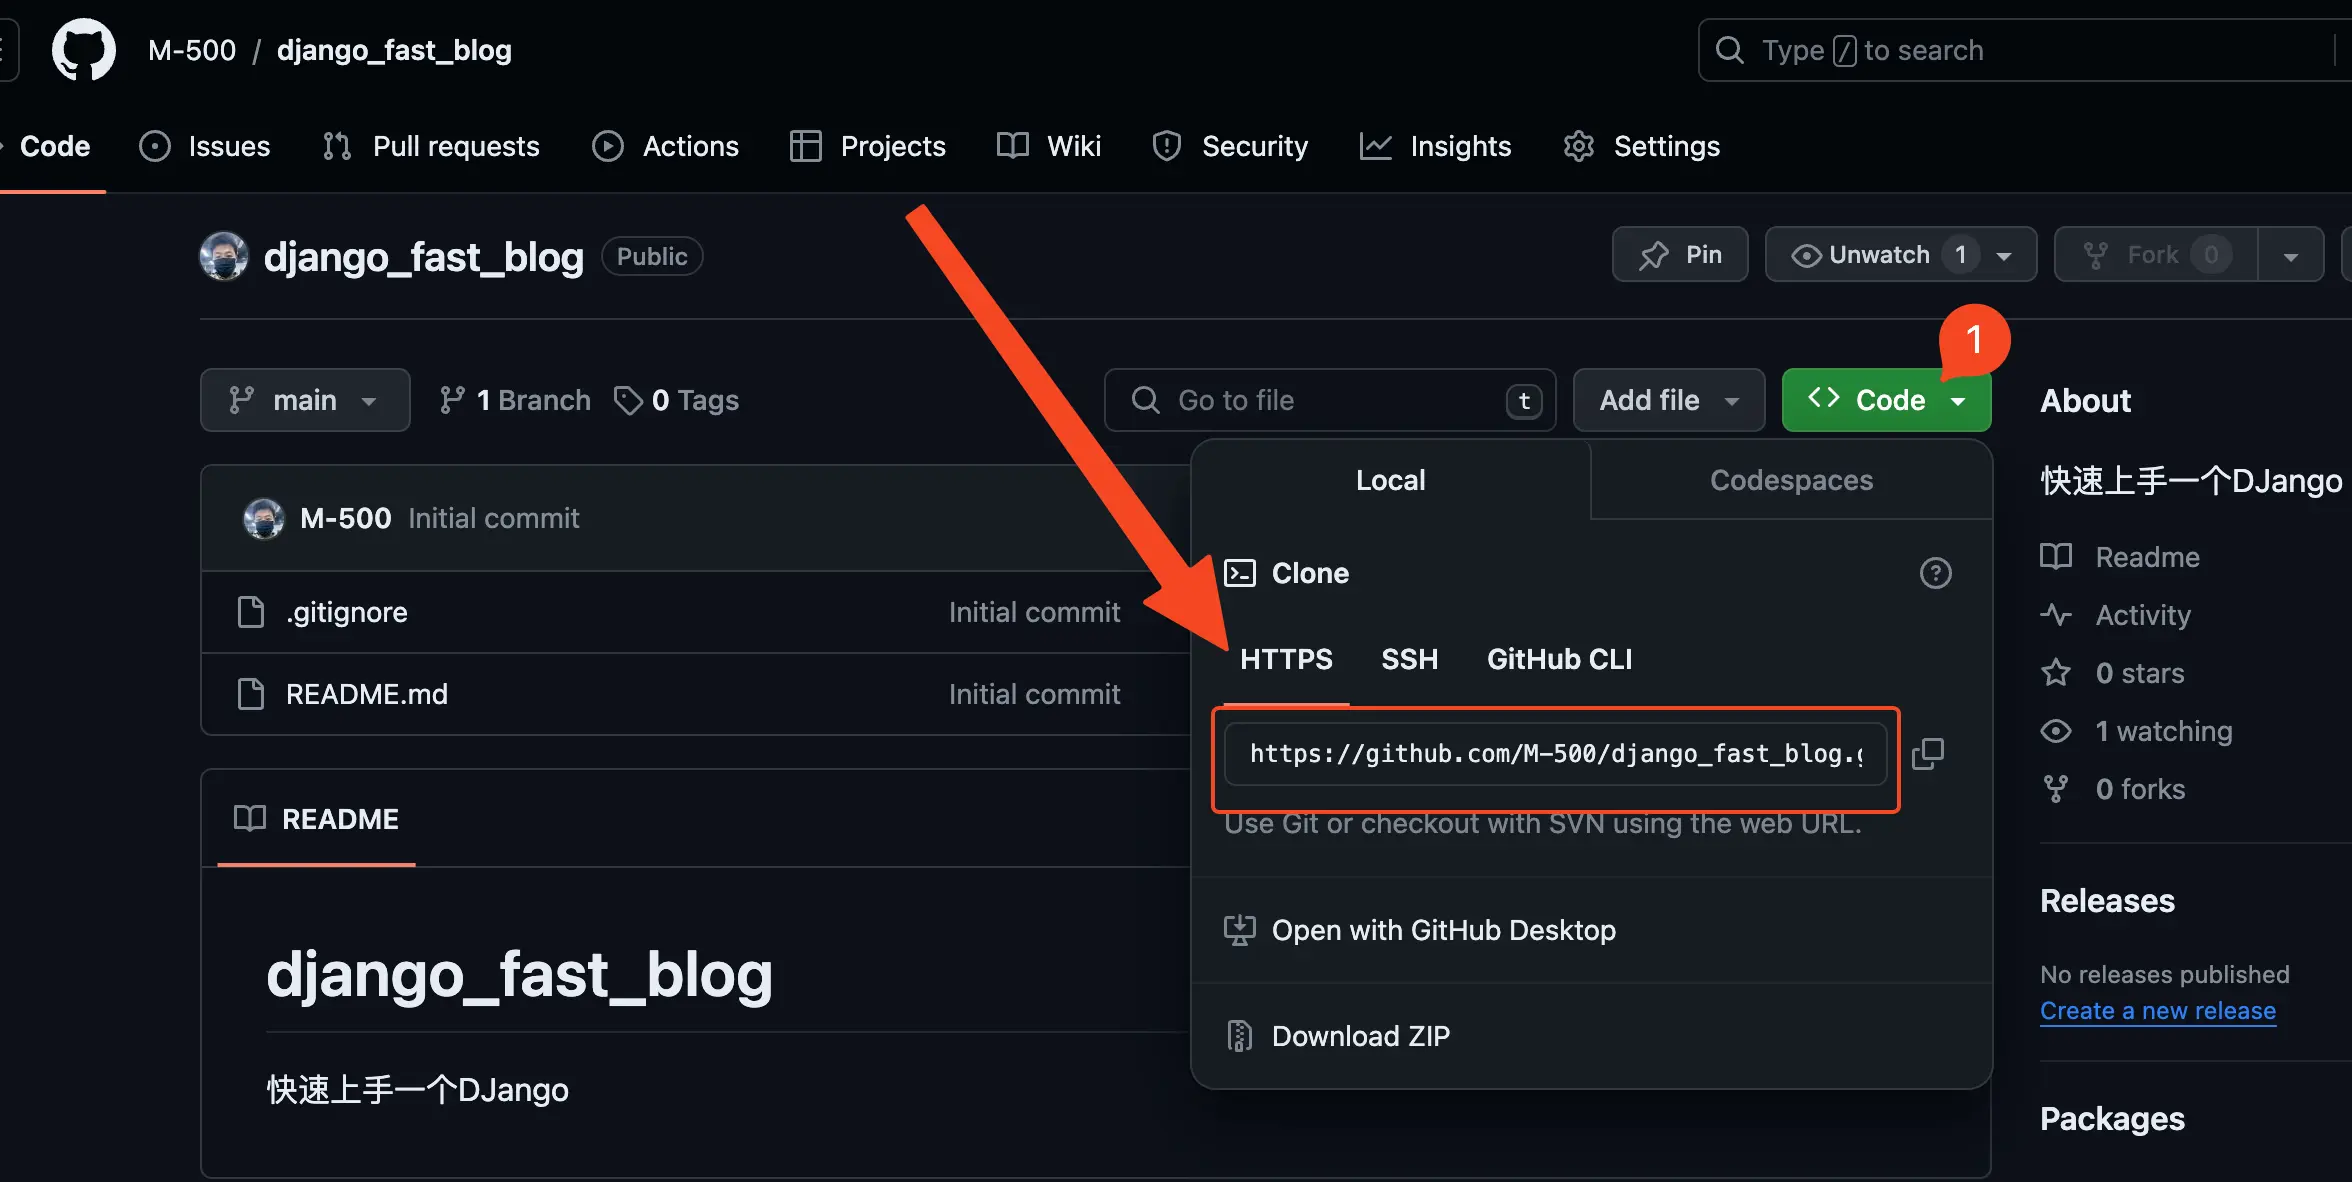 M-500 / django_fast_blog
Type / to search
Code Issues Pull requests Actions Projects Wiki Security Insights Settings
django_fast_blog Public
Pin Unwatch 1 Fork 0
1
main 1 Branch 0 Tags
Go to file t Add file <> Code
About
Local Codespaces
快速上手一个DJango
M-500 Initial commit
Clone
Readme
.gitignore Initial commit
Activity
HTTPS SSH GitHub CLI
0 stars
README.md Initial commit
1 watching
https://github.com/M-500/django_fast_blog.g
0 forks
README
Use Git or checkout with SVN using the web URL.
Releases
Open with GitHub Desktop
django_fast_blog
No releases published
Create a new release
Download ZIP
快速上手一个DJango
Packages